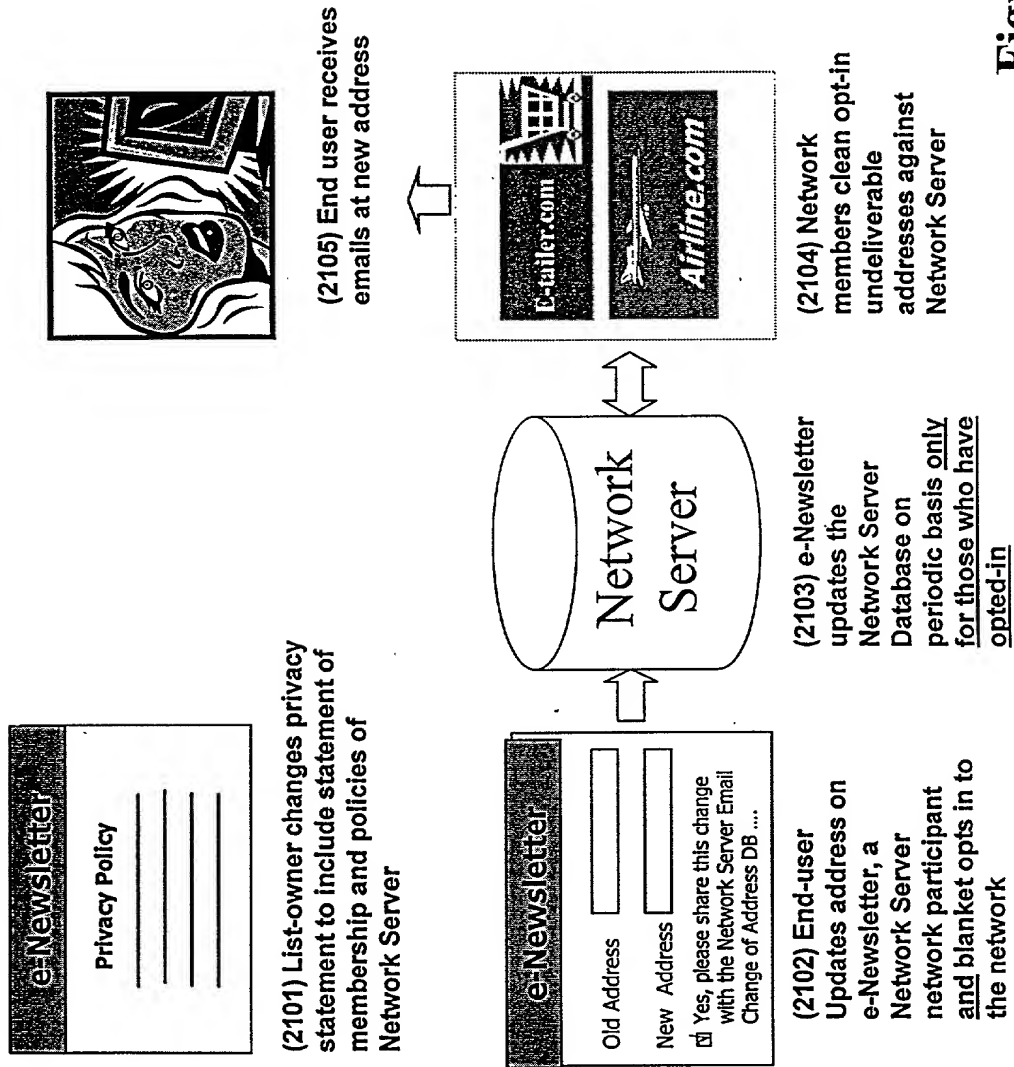 e-Newsletter
Privacy Policy
(2101) List-owner changes privacy
statement to include statement of
membership and policies of
Network Server
e-Newsletter
Old Address
New Address
Yes, please share this change
with the Network Server Email
Change of Address DB ....
(2102) End-user
Updates address on
e-Newsletter, a
Network Server
network participant
and blanket opts in to
the network
Network
Server
(2103) e-Newsletter
updates the
Network Server
Database on
periodic basis only
for those who have
opted-in
E-tailer.com
Airline.com
(2104) Network
members clean opt-in
undeliverable
addresses against
Network Server
(2105) End user receives
emails at new address